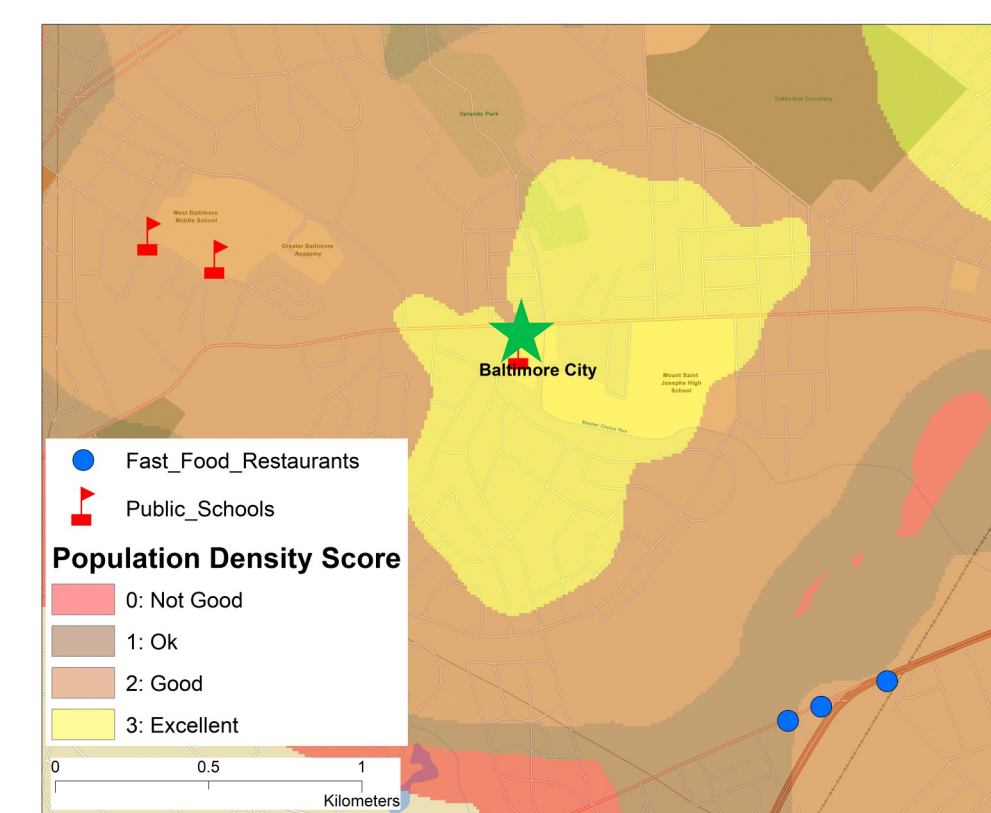 Uplands Park
Cathedral Cemetery
West Baltimore
Middle School
Greater Baltimore
Academy
Baltimore City
Mount Saint
Josephs High
School
Maiden Choice Run
Fast_Food_Restaurants
Public_Schools
Population Density Score
0: Not Good
1: Ok
2: Good
3: Excellent
0 0.5 1
Kilometers